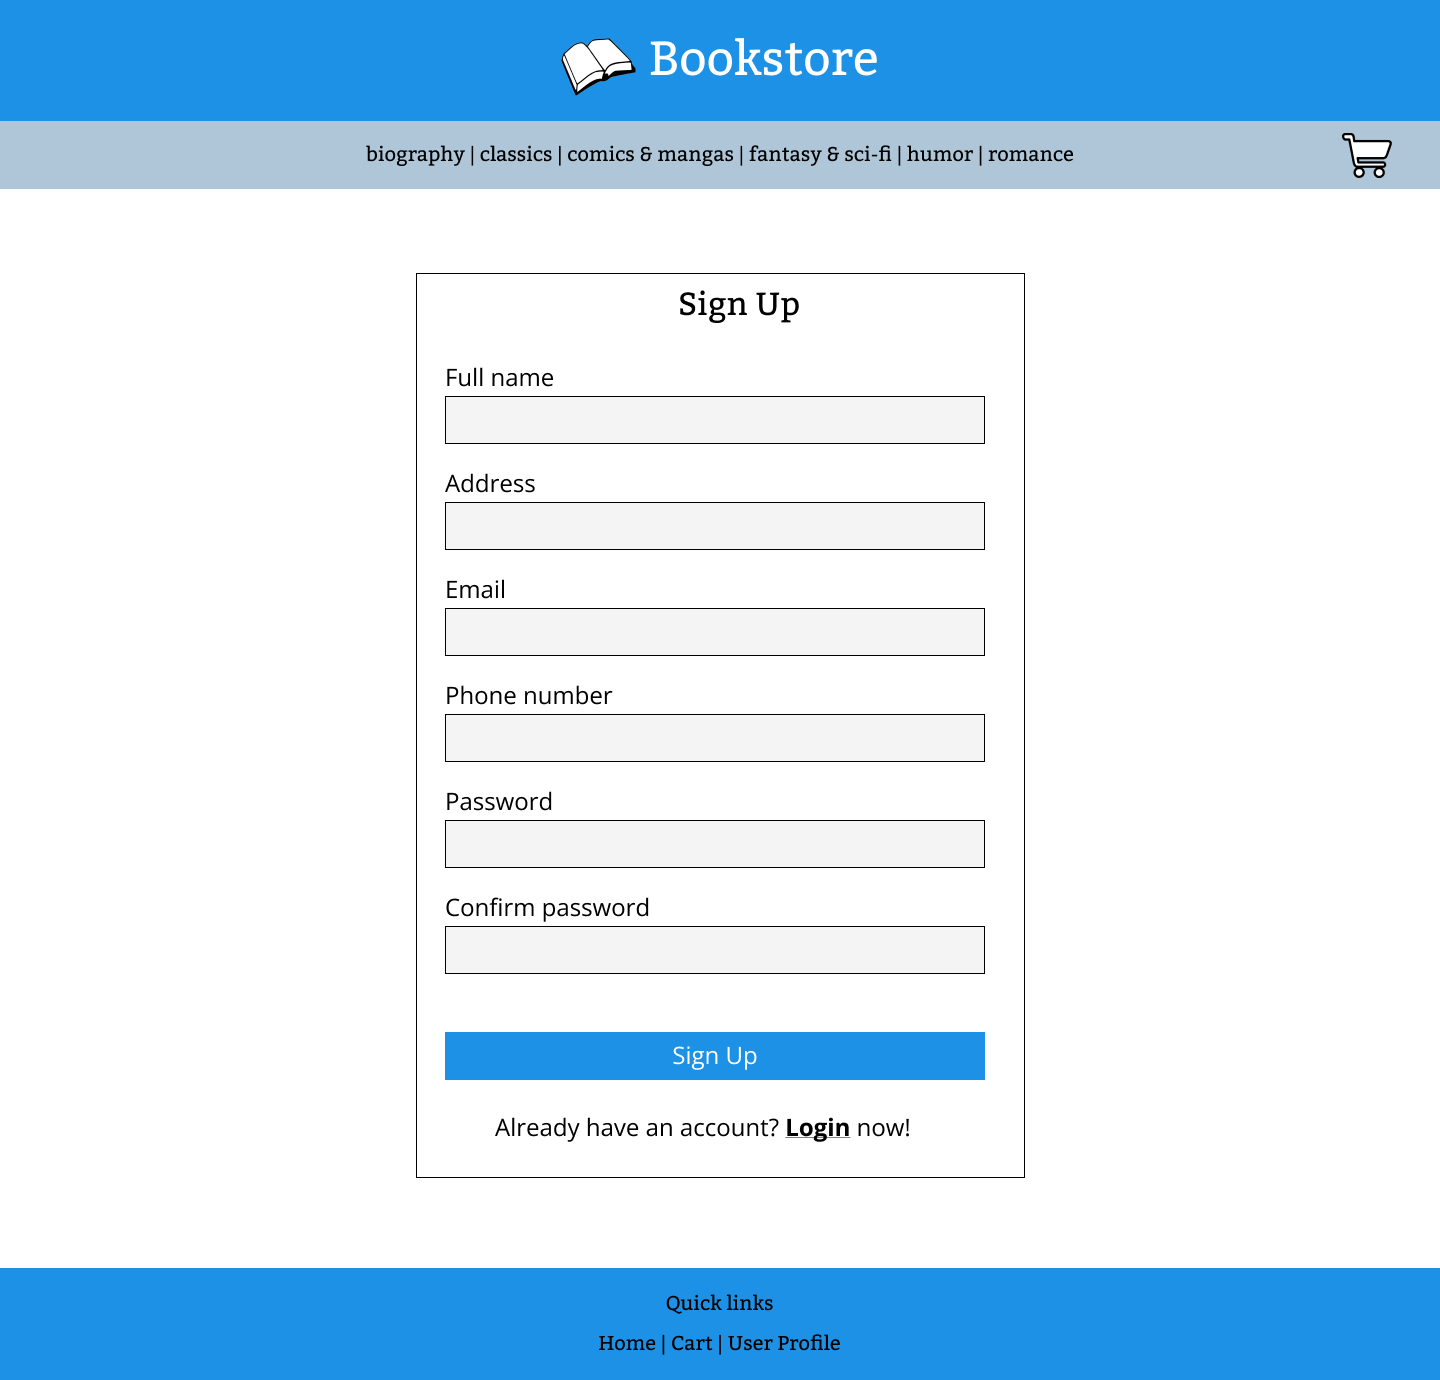 Bookstore
biography | classics | comics & mangas | fantasy & sci-fi | humor | romance
Sign Up
Full name
Address
Email
Phone number
Password
Confirm password
Sign Up
Already have an account? Login now!
Quick links
Home | Cart | User Profile